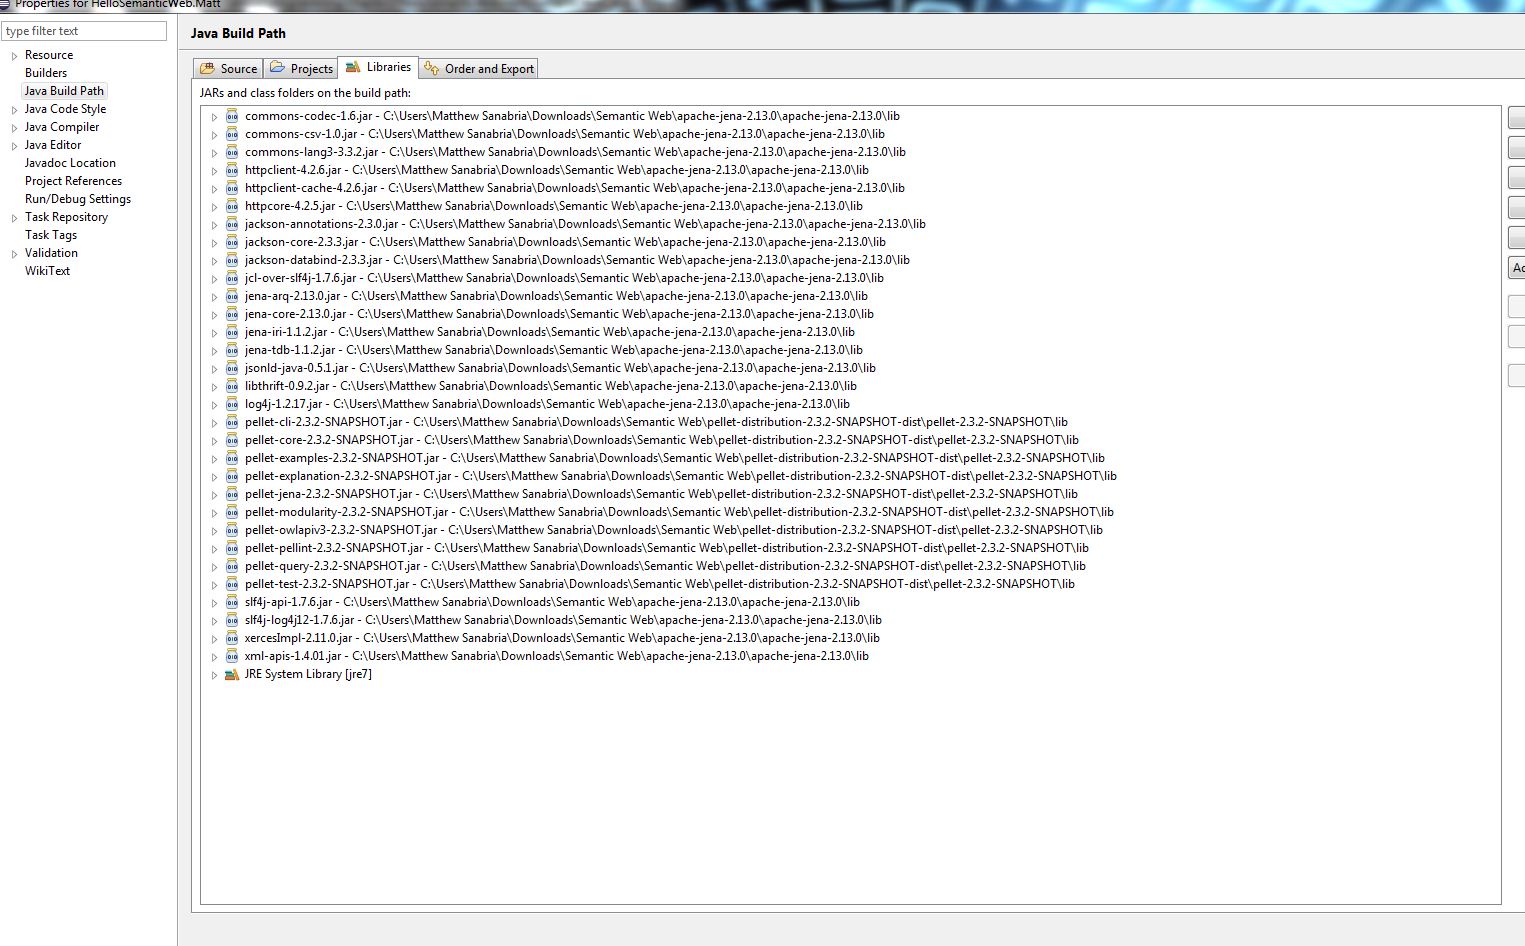 Properties for HelloSemanticWeb.Matt
type filter text
Resource
Builders
Java Build Path
Java Code Style
Java Compiler
Java Editor
Javadoc Location
Project References
Run/Debug Settings
Task Repository
Task Tags
Validation
WikiText
Java Build Path
Source Projects Libraries Order and Export
JARs and class folders on the build path:
commons-codec-1.6.jar - C:\Users\Matthew Sanabria\Downloads\Semantic Web\apache-jena-2.13.0\apache-jena-2.13.0\lib
commons-csv-1.0.jar - C:\Users\Matthew Sanabria\Downloads\Semantic Web\apache-jena-2.13.0\apache-jena-2.13.0\lib
commons-lang3-3.3.2.jar - C:\Users\Matthew Sanabria\Downloads\Semantic Web\apache-jena-2.13.0\apache-jena-2.13.0\lib
httpclient-4.2.6.jar - C:\Users\Matthew Sanabria\Downloads\Semantic Web\apache-jena-2.13.0\apache-jena-2.13.0\lib
httpclient-cache-4.2.6.jar - C:\Users\Matthew Sanabria\Downloads\Semantic Web\apache-jena-2.13.0\apache-jena-2.13.0\lib
httpcore-4.2.5.jar - C:\Users\Matthew Sanabria\Downloads\Semantic Web\apache-jena-2.13.0\apache-jena-2.13.0\lib
jackson-annotations-2.3.0.jar - C:\Users\Matthew Sanabria\Downloads\Semantic Web\apache-jena-2.13.0\apache-jena-2.13.0\lib
jackson-core-2.3.3.jar - C:\Users\Matthew Sanabria\Downloads\Semantic Web\apache-jena-2.13.0\apache-jena-2.13.0\lib
jackson-databind-2.3.3.jar - C:\Users\Matthew Sanabria\Downloads\Semantic Web\apache-jena-2.13.0\apache-jena-2.13.0\lib
jcl-over-slf4j-1.7.6.jar - C:\Users\Matthew Sanabria\Downloads\Semantic Web\apache-jena-2.13.0\apache-jena-2.13.0\lib
jena-arq-2.13.0.jar - C:\Users\Matthew Sanabria\Downloads\Semantic Web\apache-jena-2.13.0\apache-jena-2.13.0\lib
jena-core-2.13.0.jar - C:\Users\Matthew Sanabria\Downloads\Semantic Web\apache-jena-2.13.0\apache-jena-2.13.0\lib
jena-iri-1.1.2.jar - C:\Users\Matthew Sanabria\Downloads\Semantic Web\apache-jena-2.13.0\apache-jena-2.13.0\lib
jena-tdb-1.1.2.jar - C:\Users\Matthew Sanabria\Downloads\Semantic Web\apache-jena-2.13.0\apache-jena-2.13.0\lib
jsonld-java-0.5.1.jar - C:\Users\Matthew Sanabria\Downloads\Semantic Web\apache-jena-2.13.0\apache-jena-2.13.0\lib
libthrift-0.9.2.jar - C:\Users\Matthew Sanabria\Downloads\Semantic Web\apache-jena-2.13.0\apache-jena-2.13.0\lib
log4j-1.2.17.jar - C:\Users\Matthew Sanabria\Downloads\Semantic Web\apache-jena-2.13.0\apache-jena-2.13.0\lib
pellet-cli-2.3.2-SNAPSHOT.jar - C:\Users\Matthew Sanabria\Downloads\Semantic Web\pellet-distribution-2.3.2-SNAPSHOT-dist\pellet-2.3.2-SNAPSHOT\lib
pellet-core-2.3.2-SNAPSHOT.jar - C:\Users\Matthew Sanabria\Downloads\Semantic Web\pellet-distribution-2.3.2-SNAPSHOT-dist\pellet-2.3.2-SNAPSHOT\lib
pellet-examples-2.3.2-SNAPSHOT.jar - C:\Users\Matthew Sanabria\Downloads\Semantic Web\pellet-distribution-2.3.2-SNAPSHOT-dist\pellet-2.3.2-SNAPSHOT\lib
pellet-explanation-2.3.2-SNAPSHOT.jar - C:\Users\Matthew Sanabria\Downloads\Semantic Web\pellet-distribution-2.3.2-SNAPSHOT-dist\pellet-2.3.2-SNAPSHOT\lib
pellet-jena-2.3.2-SNAPSHOT.jar - C:\Users\Matthew Sanabria\Downloads\Semantic Web\pellet-distribution-2.3.2-SNAPSHOT-dist\pellet-2.3.2-SNAPSHOT\lib
pellet-modularity-2.3.2-SNAPSHOT.jar - C:\Users\Matthew Sanabria\Downloads\Semantic Web\pellet-distribution-2.3.2-SNAPSHOT-dist\pellet-2.3.2-SNAPSHOT\lib
pellet-owlapiv3-2.3.2-SNAPSHOT.jar - C:\Users\Matthew Sanabria\Downloads\Semantic Web\pellet-distribution-2.3.2-SNAPSHOT-dist\pellet-2.3.2-SNAPSHOT\lib
pellet-pellint-2.3.2-SNAPSHOT.jar - C:\Users\Matthew Sanabria\Downloads\Semantic Web\pellet-distribution-2.3.2-SNAPSHOT-dist\pellet-2.3.2-SNAPSHOT\lib
pellet-query-2.3.2-SNAPSHOT.jar - C:\Users\Matthew Sanabria\Downloads\Semantic Web\pellet-distribution-2.3.2-SNAPSHOT-dist\pellet-2.3.2-SNAPSHOT\lib
pellet-test-2.3.2-SNAPSHOT.jar - C:\Users\Matthew Sanabria\Downloads\Semantic Web\pellet-distribution-2.3.2-SNAPSHOT-dist\pellet-2.3.2-SNAPSHOT\lib
slf4j-api-1.7.6.jar - C:\Users\Matthew Sanabria\Downloads\Semantic Web\apache-jena-2.13.0\apache-jena-2.13.0\lib
slf4j-log4j12-1.7.6.jar - C:\Users\Matthew Sanabria\Downloads\Semantic Web\apache-jena-2.13.0\apache-jena-2.13.0\lib
xercesImpl-2.11.0.jar - C:\Users\Matthew Sanabria\Downloads\Semantic Web\apache-jena-2.13.0\apache-jena-2.13.0\lib
xml-apis-1.4.01.jar - C:\Users\Matthew Sanabria\Downloads\Semantic Web\apache-jena-2.13.0\apache-jena-2.13.0\lib
JRE System Library [jre7]